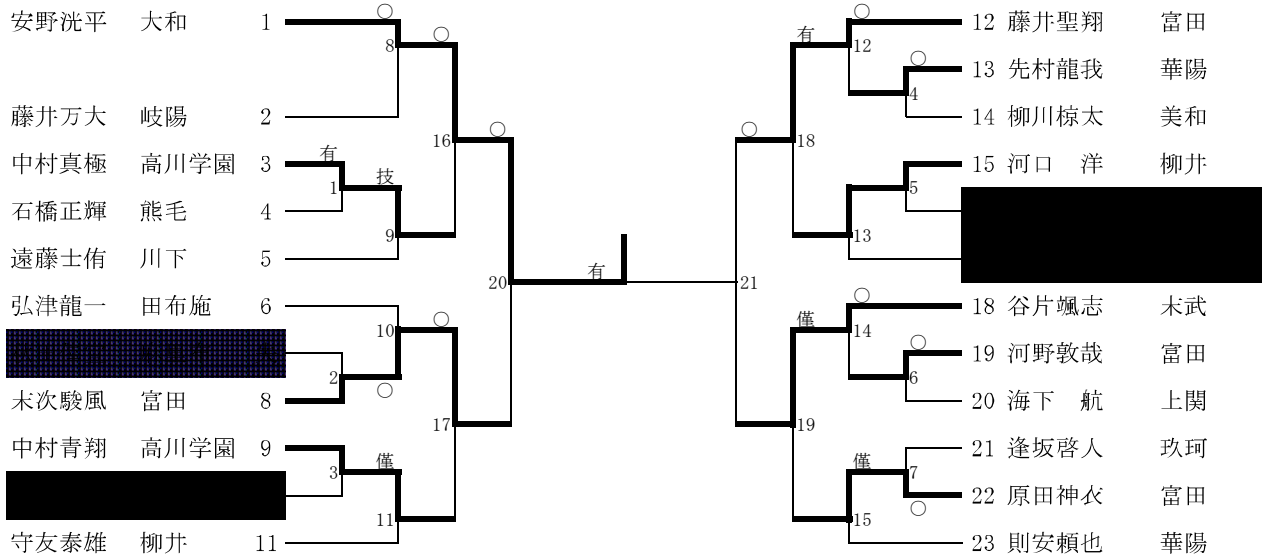 安野洸平 大和 1
藤井万大 岐陽 2
中村真極 高川学園 3
石橋正輝 熊毛 4
遠藤士侑 川下 5
弘津龍一 田布施 6
末次駿風 富田 8
中村青翔 高川学園 9
守友泰雄 柳井 11
○
8
○
16
有
1
技
9
○
20
10
○
2
○
17
3
僅
11
有
21
○
有
18
○
12
○
4
5
13
僅
19
○
14
○
6
僅
15
7
○
12 藤井聖翔 富田
13 先村龍我 華陽
14 柳川椋太 美和
15 河口 洋 柳井
18 谷片颯志 末武
19 河野敦哉 富田
20 海下 航 上関
21 逢坂啓人 玖珂
22 原田神衣 富田
23 則安頼也 華陽